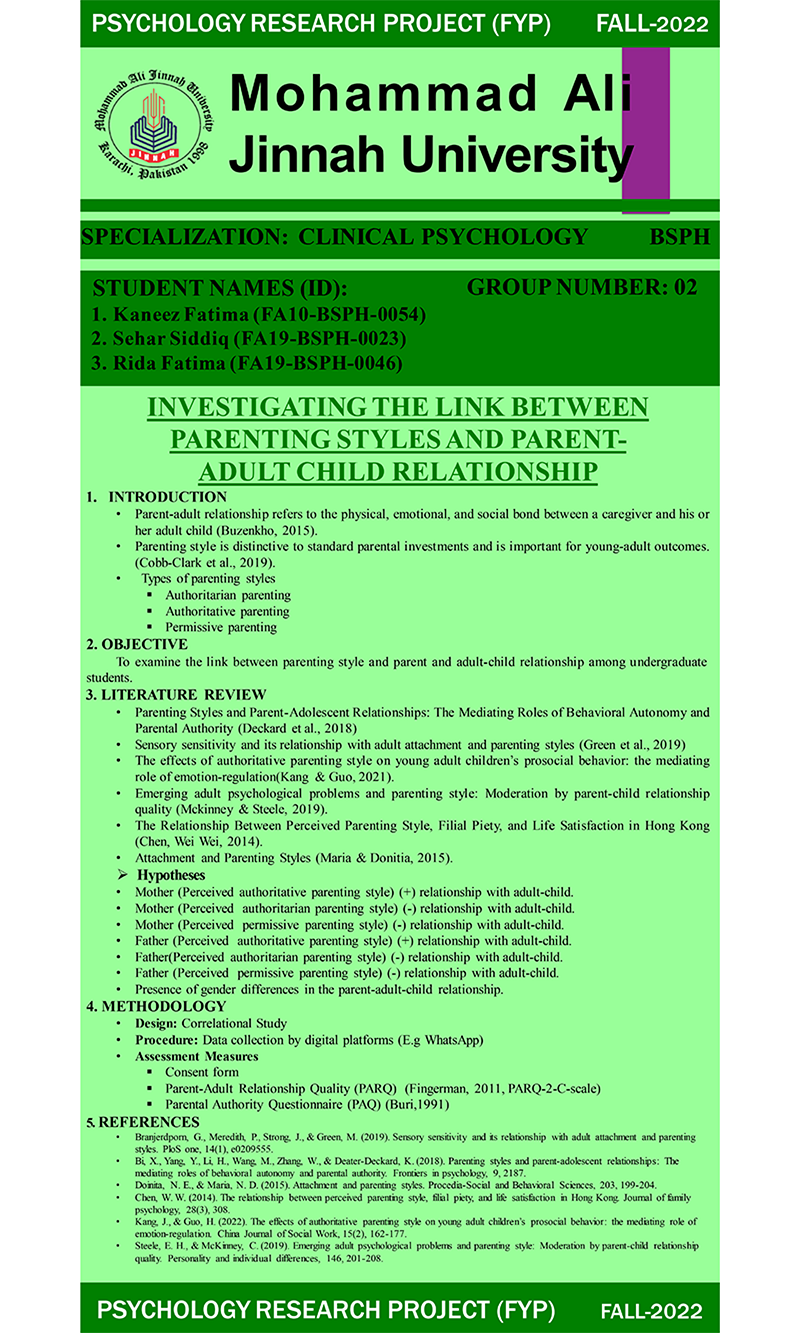 PSYCHOLOGY RESEARCH PROJECT (FYP) FALL-2022
Mohammad Ali Jinnah University
Karachi, Pakistan 1998
JINNAH
Mohammad Ali
Jinnah University
SPECIALIZATION: CLINICAL PSYCHOLOGY BSPH
STUDENT NAMES (ID): GROUP NUMBER: 02
1. Kaneez Fatima (FA10-BSPH-0054)
2. Sehar Siddiq (FA19-BSPH-0023)
3. Rida Fatima (FA19-BSPH-0046)
INVESTIGATING THE LINK BETWEEN
PARENTING STYLES AND PARENT-
ADULT CHILD RELATIONSHIP
1. INTRODUCTION
• Parent-adult relationship refers to the physical, emotional, and social bond between a caregiver and his or
her adult child (Buzenkho, 2015).
• Parenting style is distinctive to standard parental investments and is important for young-adult outcomes.
(Cobb-Clark et al., 2019).
• Types of parenting styles
▪ Authoritarian parenting
▪ Authoritative parenting
▪ Permissive parenting
2. OBJECTIVE
To examine the link between parenting style and parent and adult-child relationship among undergraduate
students.
3. LITERATURE REVIEW
• Parenting Styles and Parent-Adolescent Relationships: The Mediating Roles of Behavioral Autonomy and
Parental Authority (Deckard et al., 2018)
• Sensory sensitivity and its relationship with adult attachment and parenting styles (Green et al., 2019)
• The effects of authoritative parenting style on young adult children's prosocial behavior: the mediating
role of emotion-regulation(Kang & Guo, 2021).
• Emerging adult psychological problems and parenting style: Moderation by parent-child relationship
quality (Mckinney & Steele, 2019).
• The Relationship Between Perceived Parenting Style, Filial Piety, and Life Satisfaction in Hong Kong
(Chen, Wei Wei, 2014).
• Attachment and Parenting Styles (Maria & Donitia, 2015).
➢ Hypotheses
• Mother (Perceived authoritative parenting style) (+) relationship with adult-child.
• Mother (Perceived authoritarian parenting style) (-) relationship with adult-child.
• Mother (Perceived permissive parenting style) (-) relationship with adult-child.
• Father (Perceived authoritative parenting style) (+) relationship with adult-child.
• Father(Perceived authoritarian parenting style) (-) relationship with adult-child.
• Father (Perceived permissive parenting style) (-) relationship with adult-child.
• Presence of gender differences in the parent-adult-child relationship.
4. METHODOLOGY
• Design: Correlational Study
• Procedure: Data collection by digital platforms (E.g WhatsApp)
• Assessment Measures
▪ Consent form
▪ Parent-Adult Relationship Quality (PARQ) (Fingerman, 2011, PARQ-2-C-scale)
▪ Parental Authority Questionnaire (PAQ) (Buri,1991)
5. REFERENCES
• Branjerdporn, G., Meredith, P., Strong, J., & Green, M. (2019). Sensory sensitivity and its relationship with adult attachment and parenting
styles. PloS one, 14(1), e0209555.
• Bi, X., Yang, Y., Li, H., Wang, M., Zhang, W., & Deater-Deckard, K. (2018). Parenting styles and parent-adolescent relationships: The
mediating roles of behavioral autonomy and parental authority. Frontiers in psychology, 9, 2187.
• Doinita, N. E., & Maria, N. D. (2015). Attachment and parenting styles. Procedia-Social and Behavioral Sciences, 203, 199-204.
• Chen, W. W. (2014). The relationship between perceived parenting style, filial piety, and life satisfaction in Hong Kong. Journal of family
psychology, 28(3), 308.
• Kang, J., & Guo, H. (2022). The effects of authoritative parenting style on young adult children's prosocial behavior: the mediating role of
emotion-regulation. China Journal of Social Work, 15(2), 162-177.
• Steele, E. H., & McKinney, C. (2019). Emerging adult psychological problems and parenting style: Moderation by parent-child relationship
quality. Personality and individual differences, 146, 201-208.
PSYCHOLOGY RESEARCH PROJECT (FYP) FALL-2022